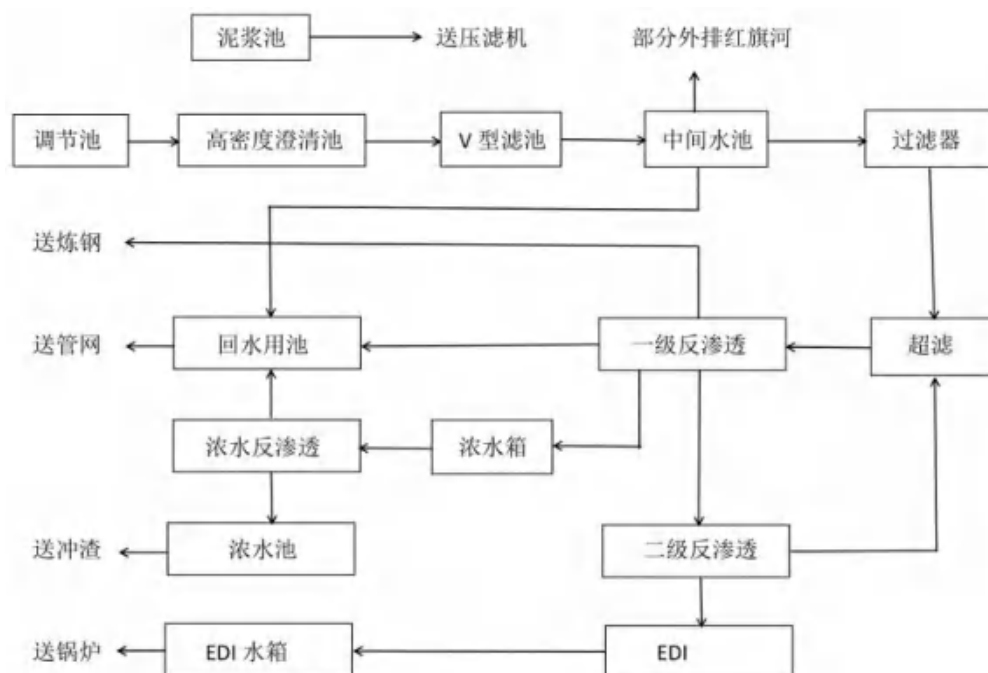 泥浆池
送压滤机
部分外排红旗河
调节池
高密度澄清池
V 型滤池
中间水池
过滤器
送炼钢
送管网
回水用池
一级反渗透
超滤
浓水反渗透
浓水箱
送冲渣
浓水池
二级反渗透
送锅炉
EDI 水箱
EDI